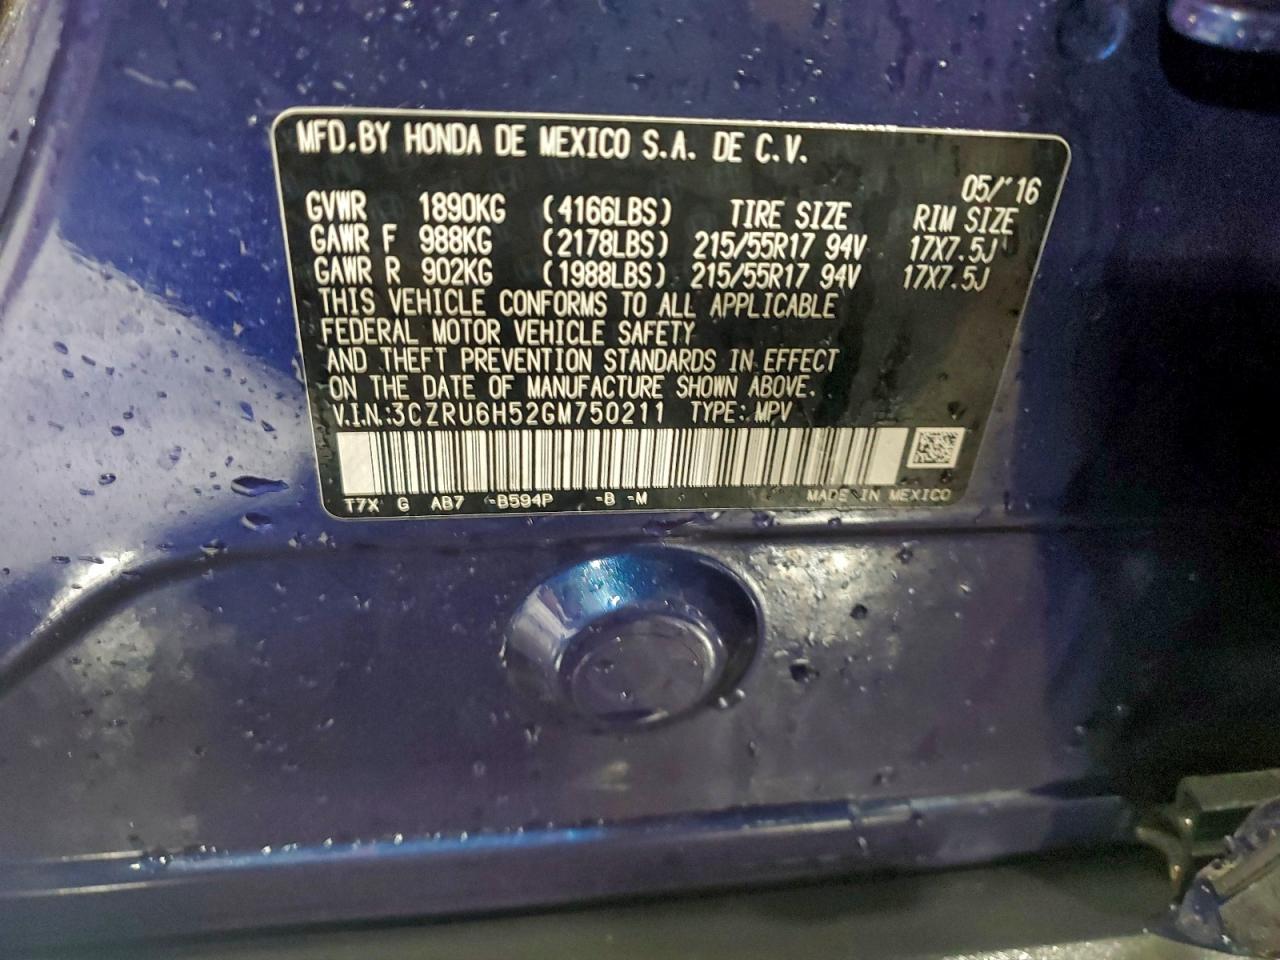 MFD.BY HONDA DE MEXICO S.A. DE C.V.
05/16
GVWR 1890KG (4166LBS) TIRE SIZE RIM SIZE
GAWR F 988KG (2178LBS) 215/55R17 94V 17X7.5J
GAWR R 902KG (1988LBS) 215/55R17 94V 17X7.5J
THIS VEHICLE CONFORMS TO ALL APPLICABLE
FEDERAL MOTOR VEHICLE SAFETY
AND THEFT PREVENTION STANDARDS IN EFFECT
ON THE DATE OF MANUFACTURE SHOWN ABOVE.
V.I.N.:3CZRU6H52GM750211 TYPE: MPV
T7X G AB7 -B594P -B -M MADE IN MEXICO